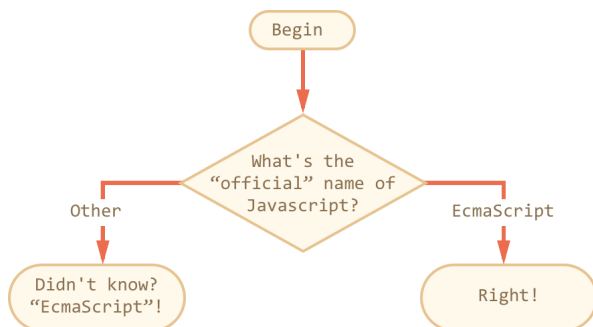 Begin
What's the
“official” name of
Javascript?
Other
EcmaScript
Didn't know?
“EcmaScript”!
Right!